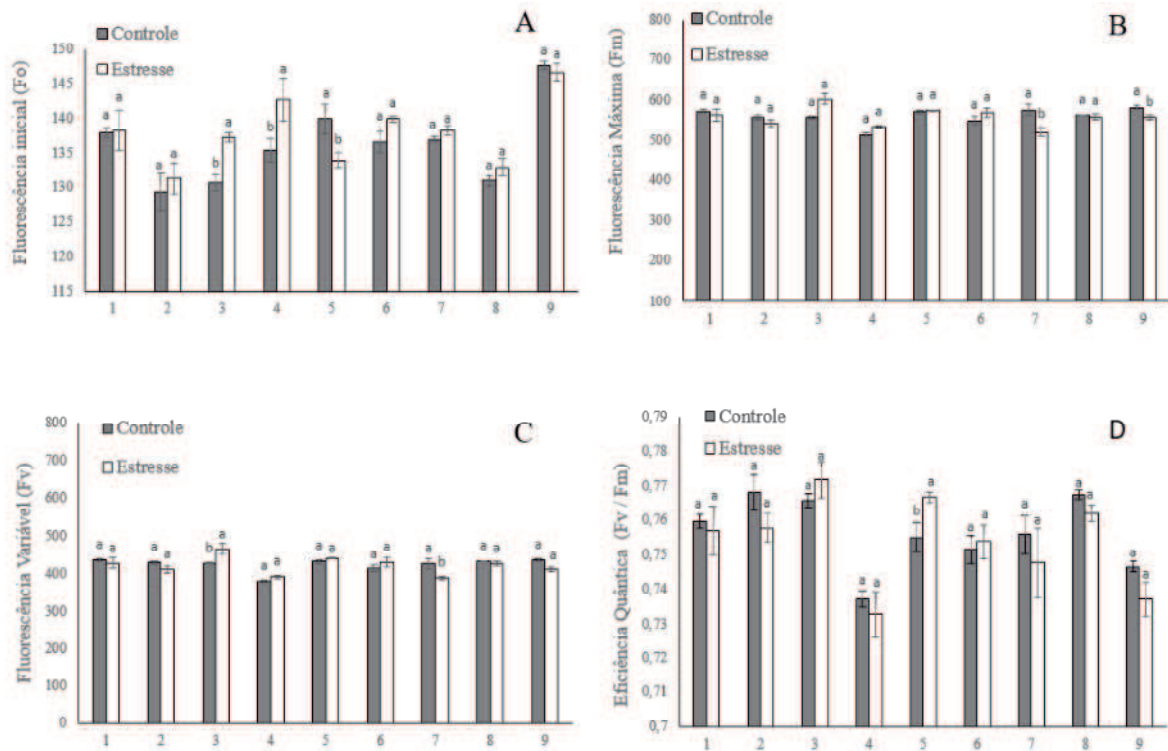 A
Controle
Estresse
Fluorescência inicial (Fo)
150
145
140
135
130
125
120
115
a a a a b a b a a b a a a a a a a a
1 2 3 4 5 6 7 8 9
B
Controle
Estresse
Fluorescência Máxima (Fm)
800
700
600
500
400
300
200
100
a a a a a a a a a a a a a b a a a b
1 2 3 4 5 6 7 8 9
C
Controle
Estresse
Fluorescência Variável (Fv)
800
700
600
500
400
300
200
100
0
a a a a b a a a a a a a a b a a a a
1 2 3 4 5 6 7 8 9
D
Controle
Estresse
Eficiência Quântica (Fv / Fm)
0,79
0,78
0,77
0,76
0,75
0,74
0,73
0,72
0,71
0,7
a a a a a a a a b a a a a a a a a a
1 2 3 4 5 6 7 8 9